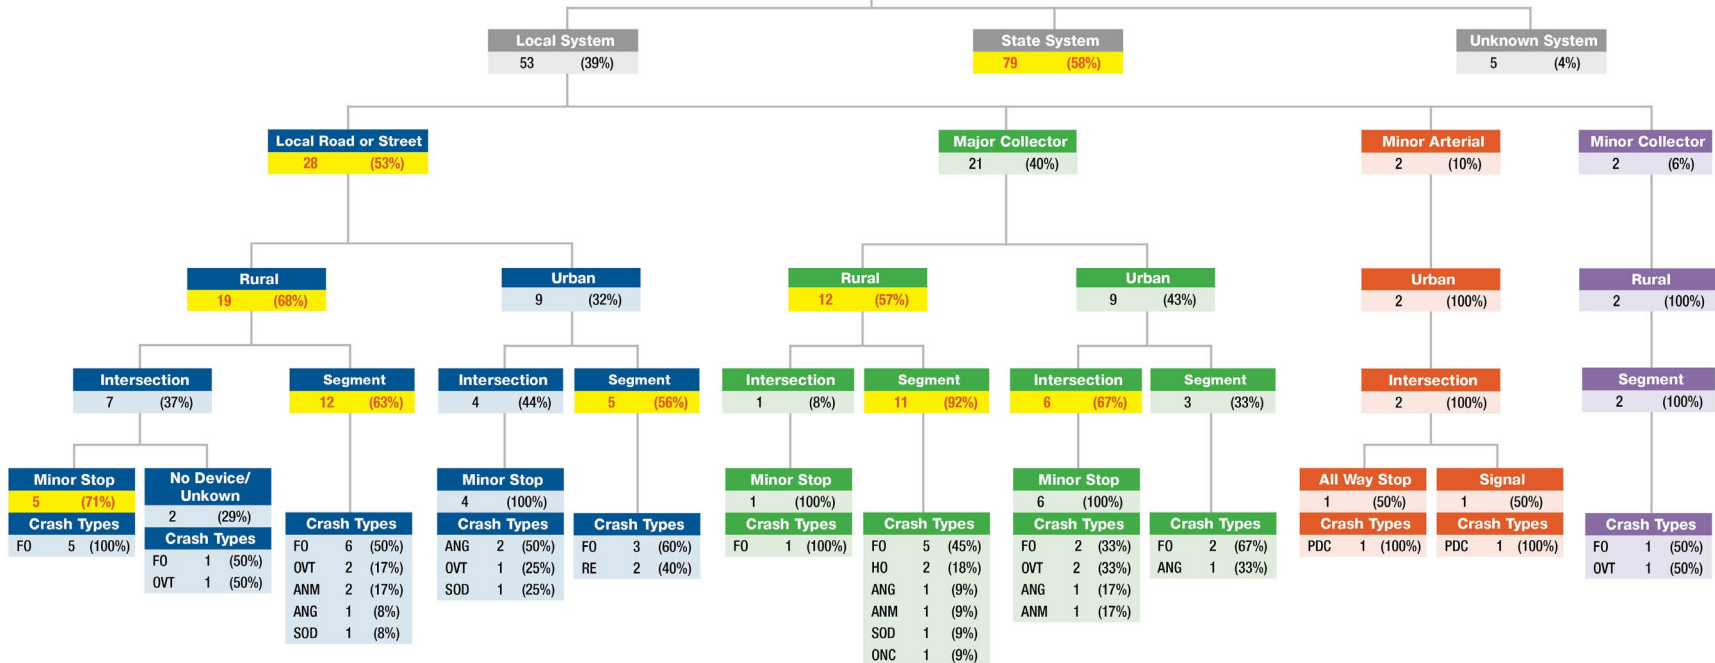 Local System
53 (39%)
State System
79 (58%)
Unknown System
5 (4%)
Local Road or Street
28 (53%)
Major Collector
21 (40%)
Minor Arterial
2 (10%)
Minor Collector
2 (6%)
Rural
19 (68%)
Urban
9 (32%)
Rural
12 (57%)
Urban
9 (43%)
Urban
2 (100%)
Rural
2 (100%)
Intersection
7 (37%)
Segment
12 (63%)
Intersection
4 (44%)
Segment
5 (56%)
Intersection
1 (8%)
Segment
11 (92%)
Intersection
6 (67%)
Segment
3 (33%)
Intersection
2 (100%)
Segment
2 (100%)
Minor Stop
5 (71%)
Crash Types
FO 5 (100%)
No Device/
Unkown
2 (29%)
Crash Types
FO 1 (50%)
OVT 1 (50%)
Crash Types
FO 6 (50%)
OVT 2 (17%)
ANM 2 (17%)
ANG 1 (8%)
SOD 1 (8%)
Minor Stop
4 (100%)
Crash Types
ANG 2 (50%)
OVT 1 (25%)
SOD 1 (25%)
Crash Types
FO 3 (60%)
RE 2 (40%)
Minor Stop
1 (100%)
Crash Types
FO 1 (100%)
Crash Types
FO 5 (45%)
HO 2 (18%)
ANG 1 (9%)
ANM 1 (9%)
SOD 1 (9%)
ONC 1 (9%)
Minor Stop
6 (100%)
Crash Types
FO 2 (33%)
OVT 2 (33%)
ANG 1 (17%)
ANM 1 (17%)
Crash Types
FO 2 (67%)
ANG 1 (33%)
All Way Stop
1 (50%)
Crash Types
PDC 1 (100%)
Signal
1 (50%)
Crash Types
PDC 1 (100%)
Crash Types
FO 1 (50%)
OVT 1 (50%)